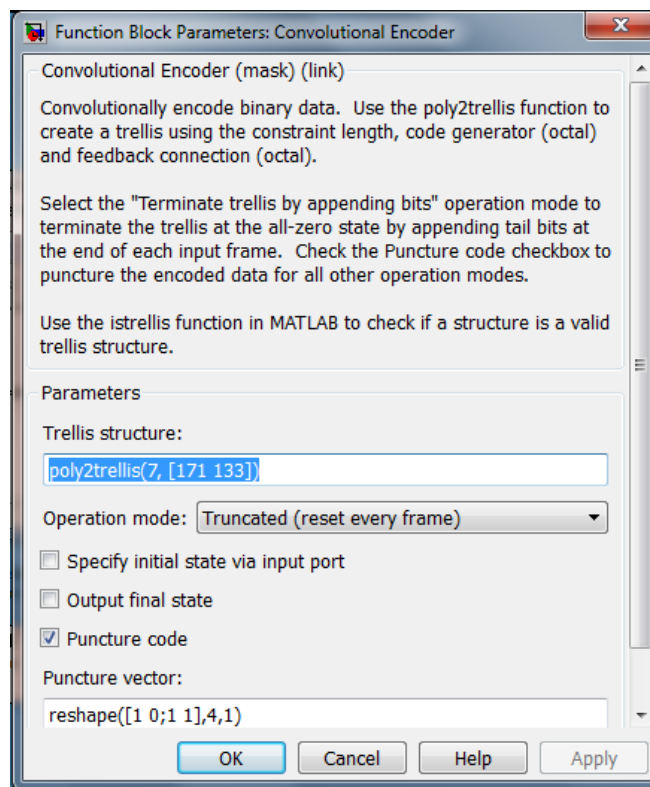 Function Block Parameters: Convolutional Encoder
Convolutional Encoder (mask) (link)
Convolutionally encode binary data.  Use the poly2trellis function to
create a trellis using the constraint length, code generator (octal)
and feedback connection (octal).
Select the "Terminate trellis by appending bits" operation mode to
terminate the trellis at the all-zero state by appending tail bits at
the end of each input frame.  Check the Puncture code checkbox to
puncture the encoded data for all other operation modes.
Use the istrellis function in MATLAB to check if a structure is a valid
trellis structure.
Parameters
Trellis structure:
poly2trellis(7, [171 133])
Operation mode: Truncated (reset every frame)
Specify initial state via input port
Output final state
Puncture code
Puncture vector:
reshape([1 0;1 1],4,1)
OK Cancel Help Apply